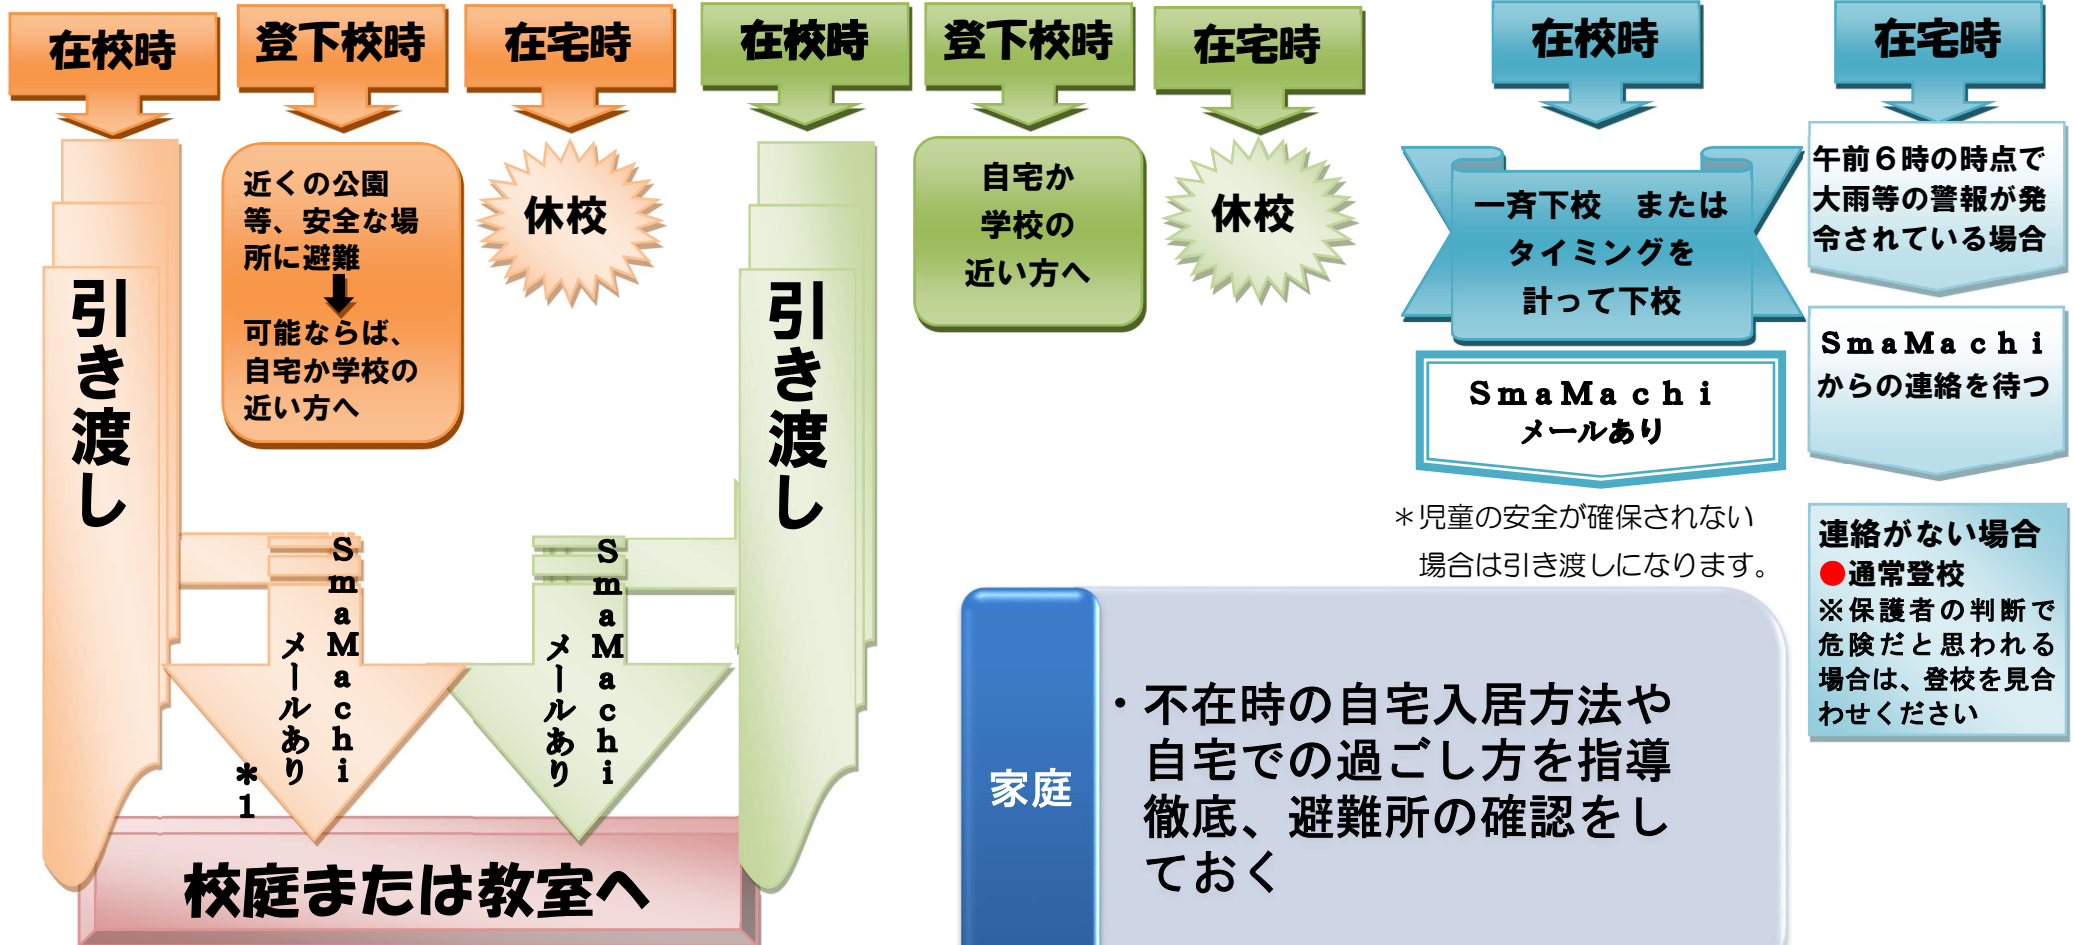 在校時
登下校時
在宅時
在校時
登下校時
在宅時
在校時
在宅時
引き渡し
近くの公園
等、安全な場
所に避難
可能ならば、
自宅か学校の
近い方へ
休校
SmaMachi
メールあり
*1
引き渡し
自宅か
学校の
近い方へ
休校
SmaMachi
メールあり
校庭または教室へ
一斉下校　または
タイミングを
計って下校
SmaMachi
メールあり
＊児童の安全が確保されない
場合は引き渡しになります。
午前６時の時点で
大雨等の警報が発
令されている場合
SmaMachi
からの連絡を待つ
連絡がない場合
●通常登校
※保護者の判断で
危険だと思われる
場合は、登校を見合
わせください
家庭
・不在時の自宅入居方法や
自宅での過ごし方を指導
徹底、避難所の確認をし
ておく